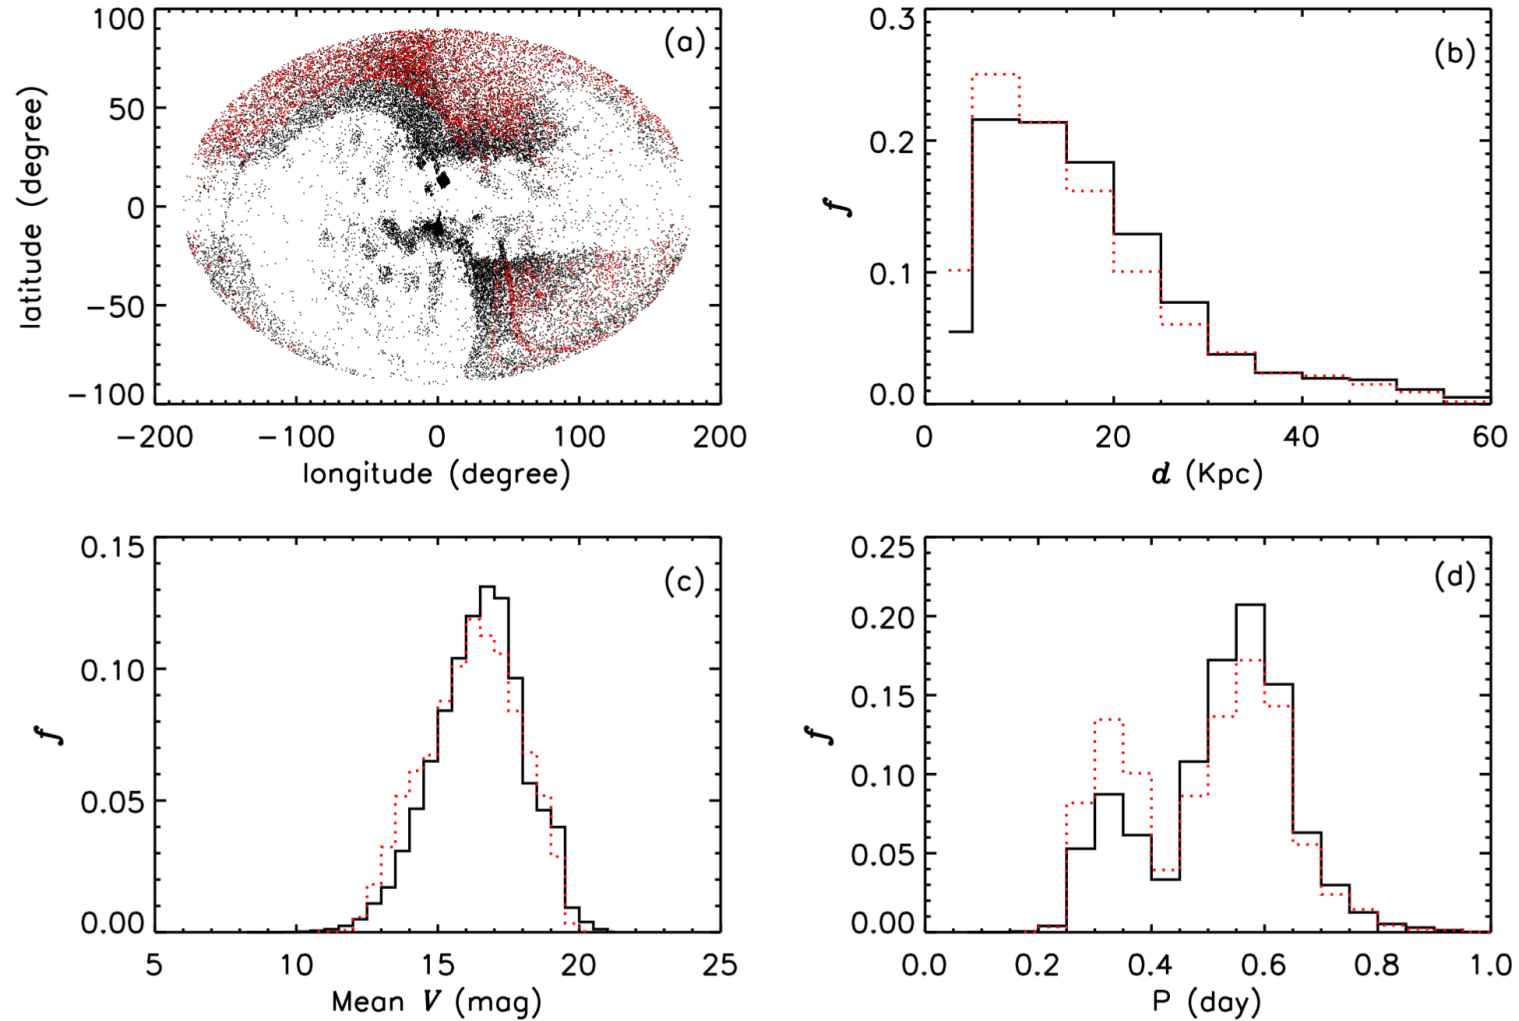 100
50
0
−50
−100
latitude (degree)
(a)
−200 −100 0 100 200
longitude (degree)
0.3
0.2
0.1
0.0
f
(b)
0 20 40 60
d (Kpc)
0.15
0.10
0.05
0.00
f
(c)
5 10 15 20 25
Mean V (mag)
0.25
0.20
0.15
0.10
0.05
0.00
f
(d)
0.0 0.2 0.4 0.6 0.8 1.0
P (day)